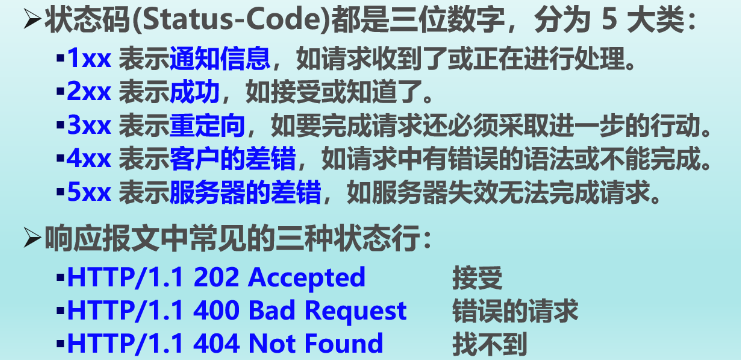 ➢状态码(Status-Code)都是三位数字，分为 5 大类：
▪1xx 表示通知信息，如请求收到了或正在进行处理。
▪2xx 表示成功，如接受或知道了。
▪3xx 表示重定向，如要完成请求还必须采取进一步的行动。
▪4xx 表示客户的差错，如请求中有错误的语法或不能完成。
▪5xx 表示服务器的差错，如服务器失效无法完成请求。
➢响应报文中常见的三种状态行：
▪HTTP/1.1 202 Accepted 接受
▪HTTP/1.1 400 Bad Request 错误的请求
▪HTTP/1.1 404 Not Found 找不到